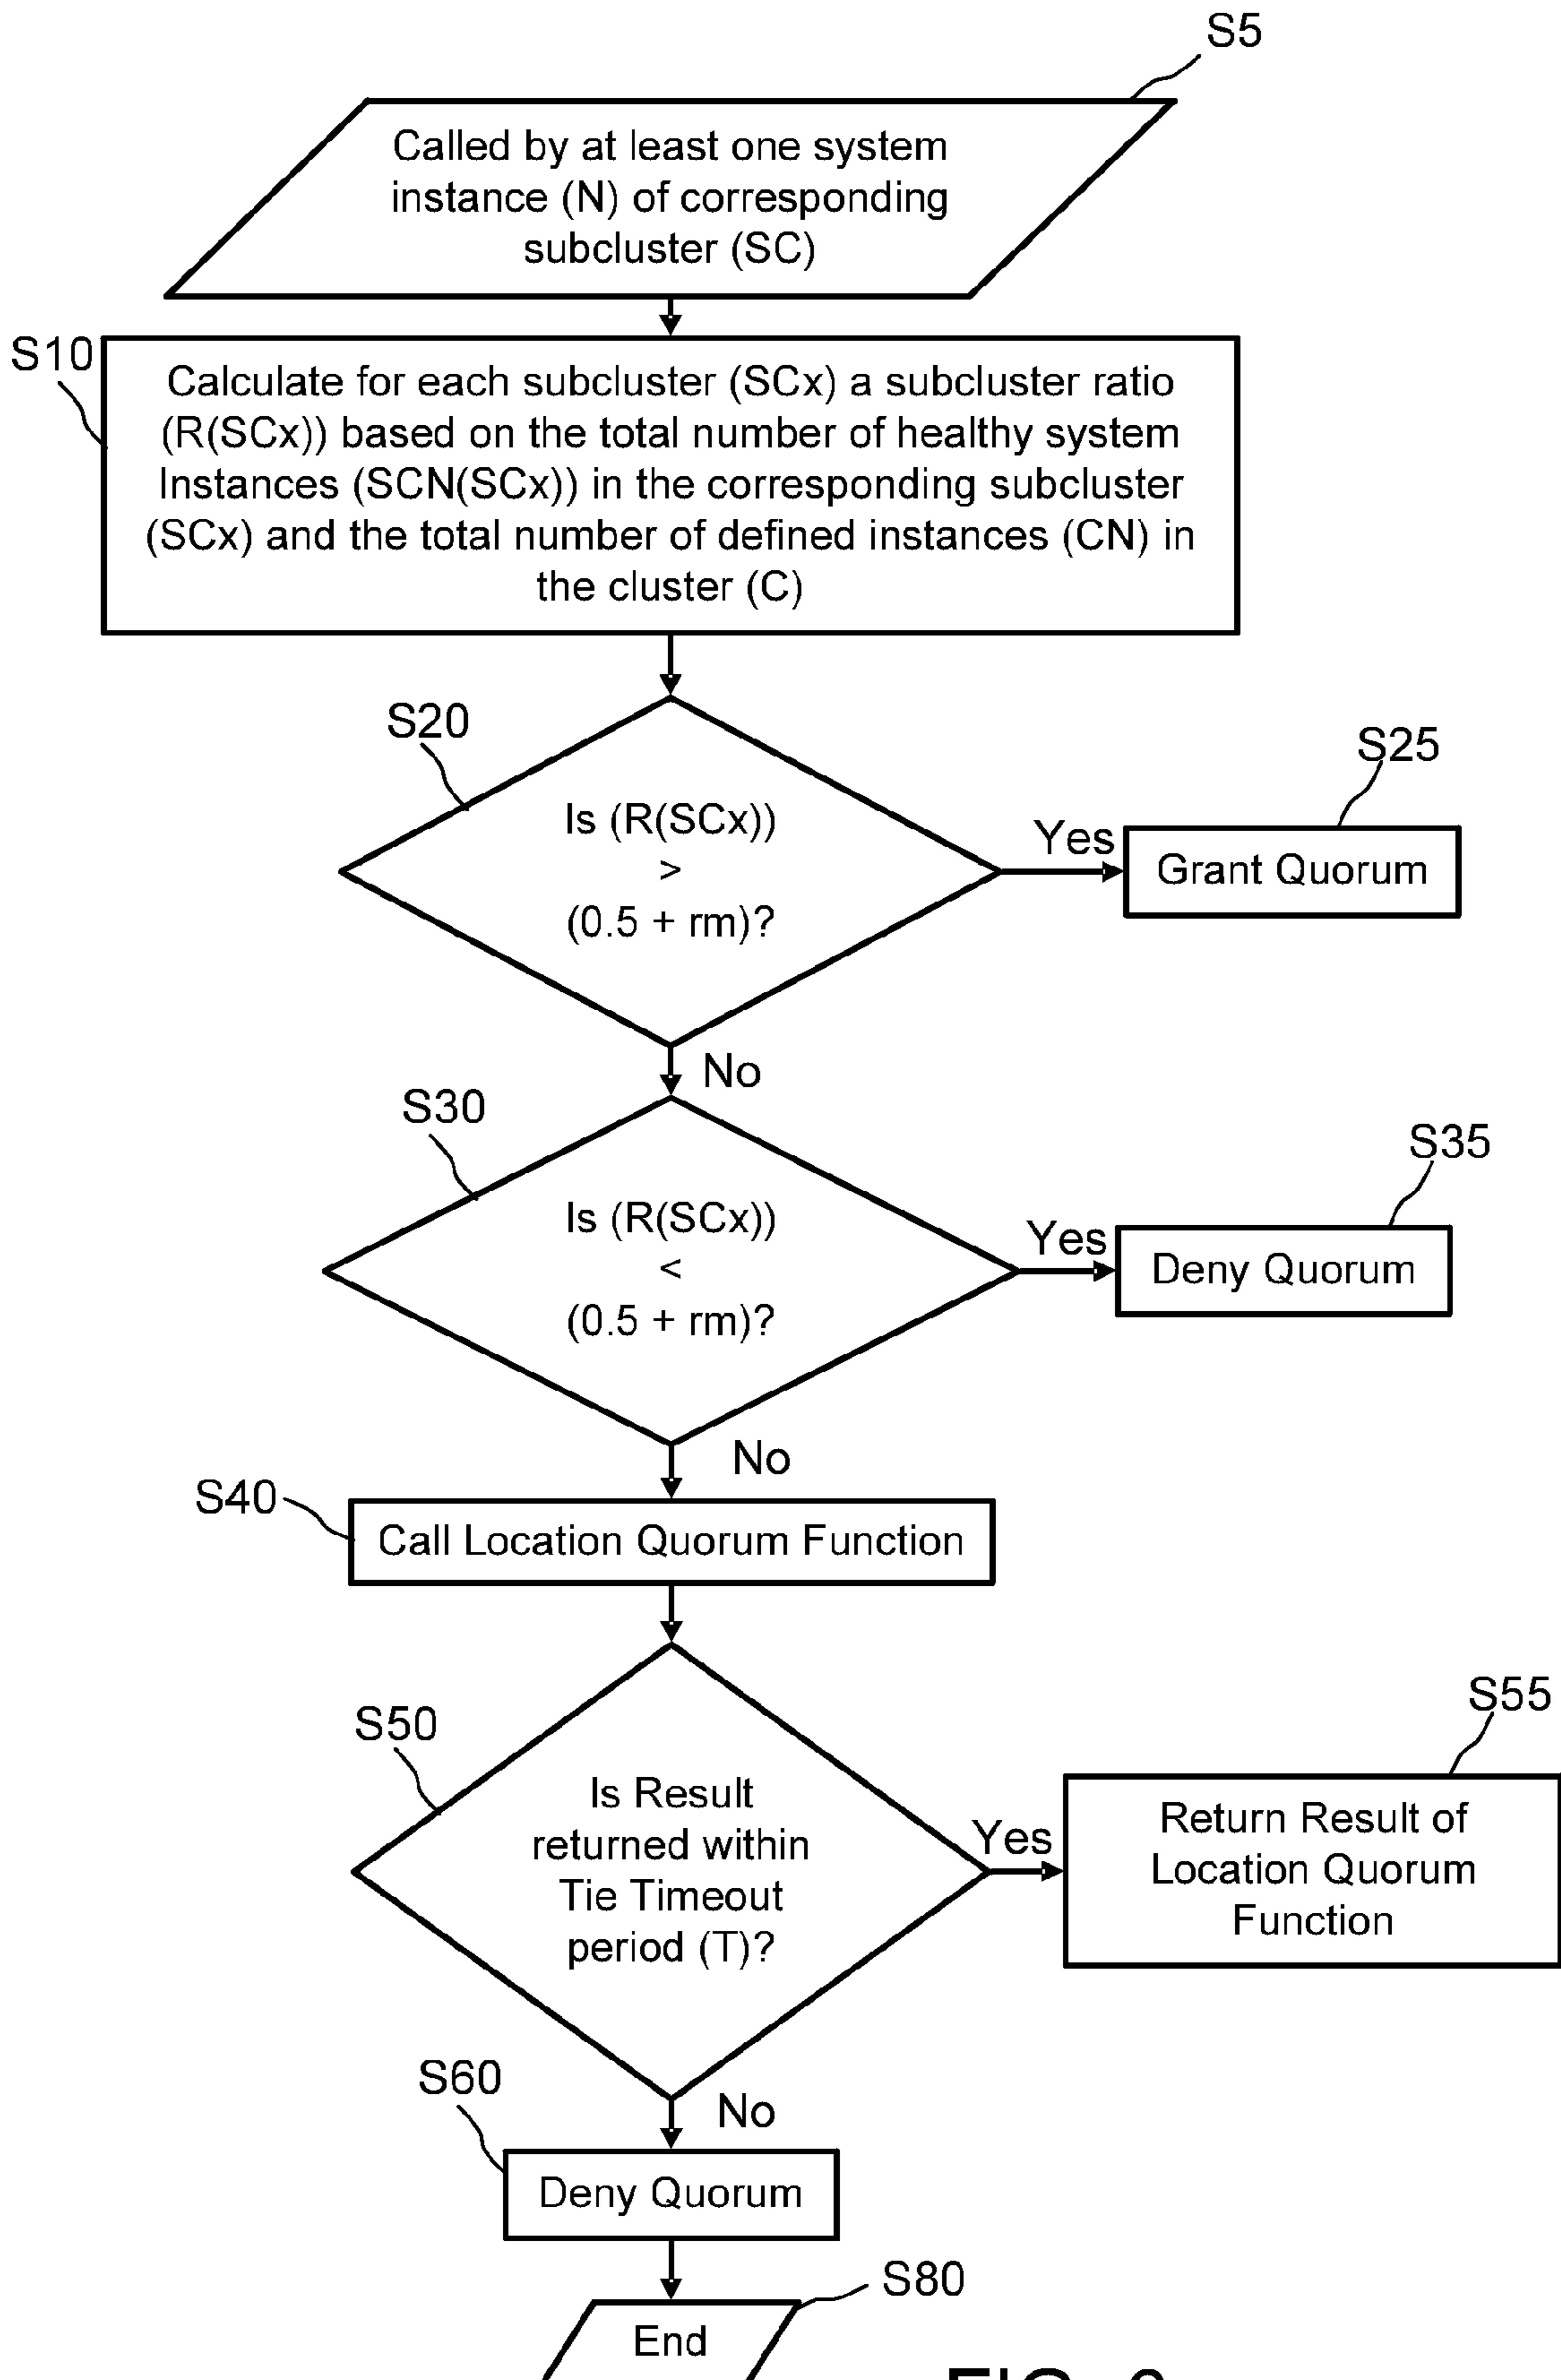 S5
Called by at least one system
instance (N) of corresponding
subcluster (SC)
S10
Calculate for each subcluster (SCx) a subcluster ratio
(R(SCx)) based on the total number of healthy system
Instances (SCN(SCx)) in the corresponding subcluster
(SCx) and the total number of defined instances (CN) in
the cluster (C)
S20
Is (R(SCx))
>
(0.5 + rm)?
Yes
S25
Grant Quorum
No
S30
Is (R(SCx))
<
(0.5 + rm)?
Yes
S35
Deny Quorum
No
S40
Call Location Quorum Function
S50
Is Result
returned within
Tie Timeout
period (T)?
Yes
S55
Return Result of
Location Quorum
Function
No
S60
Deny Quorum
S80
End
FIG.